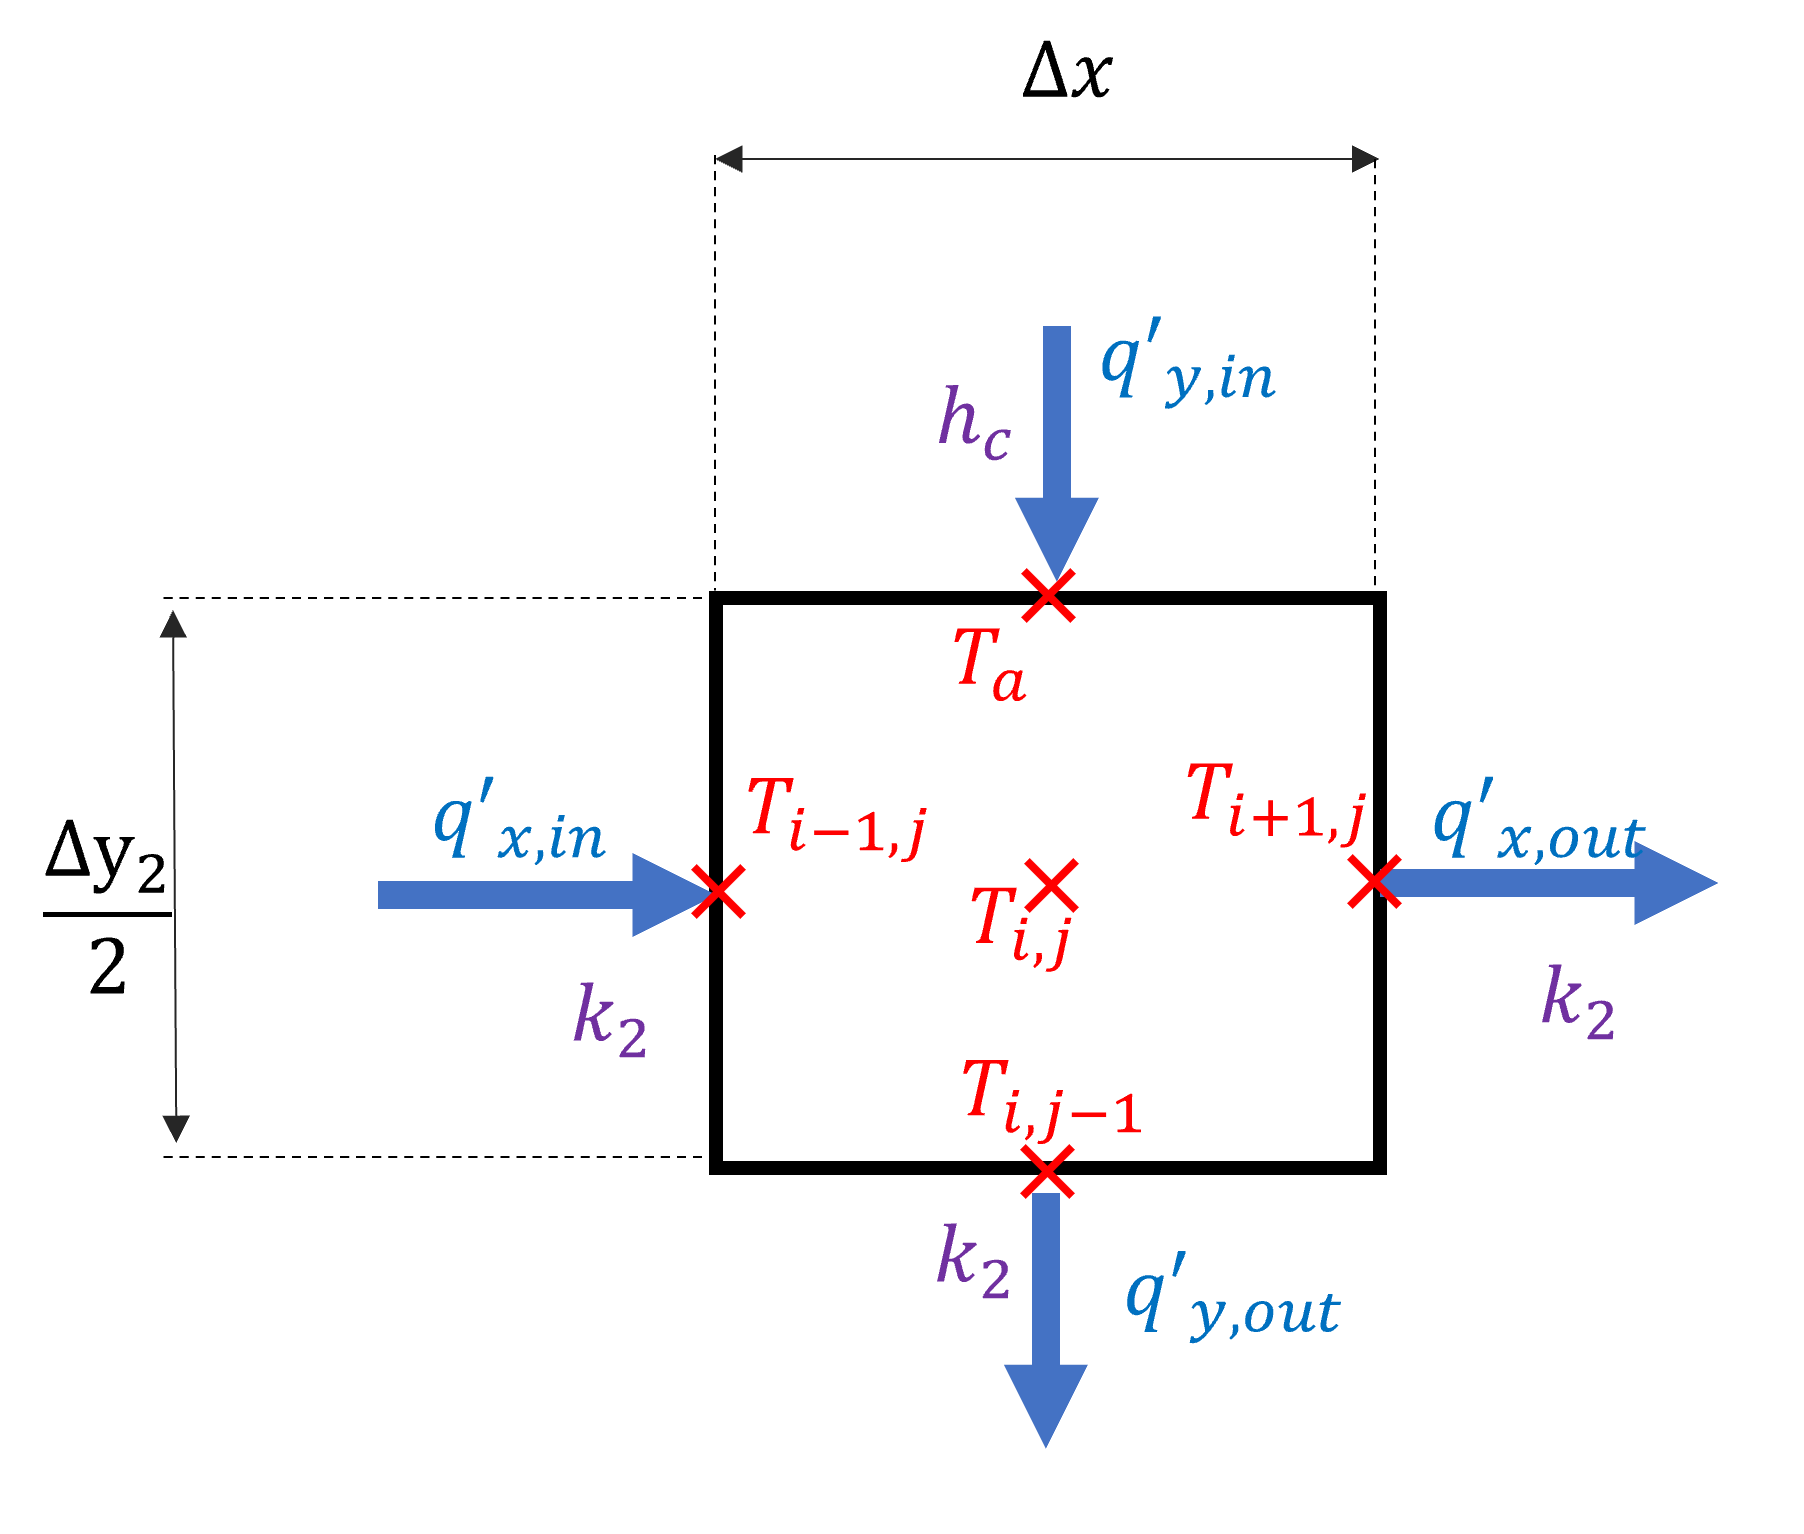 Δx
q′y,in
hc
Ta
Ti−1,j
Ti+1,j
q′x,in
q′x,out
Δy2
2
Ti,j
k2
k2
Ti,j−1
k2
q′y,out